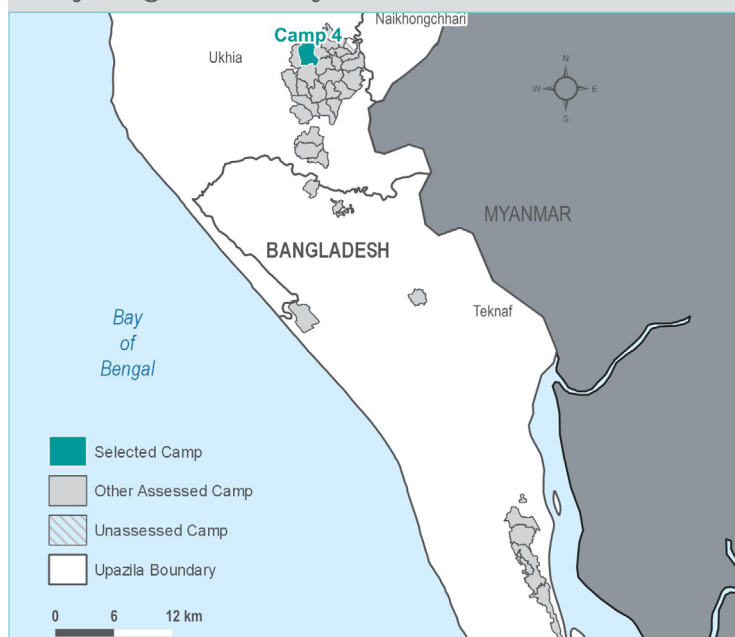 Naikhongchhari
Camp 4
Ukhia
N
W E
S
MYANMAR
BANGLADESH
Teknaf
Bay
of
Bengal
Selected Camp
Other Assessed Camp
Unassessed Camp
Upazila Boundary
0 6 12 km